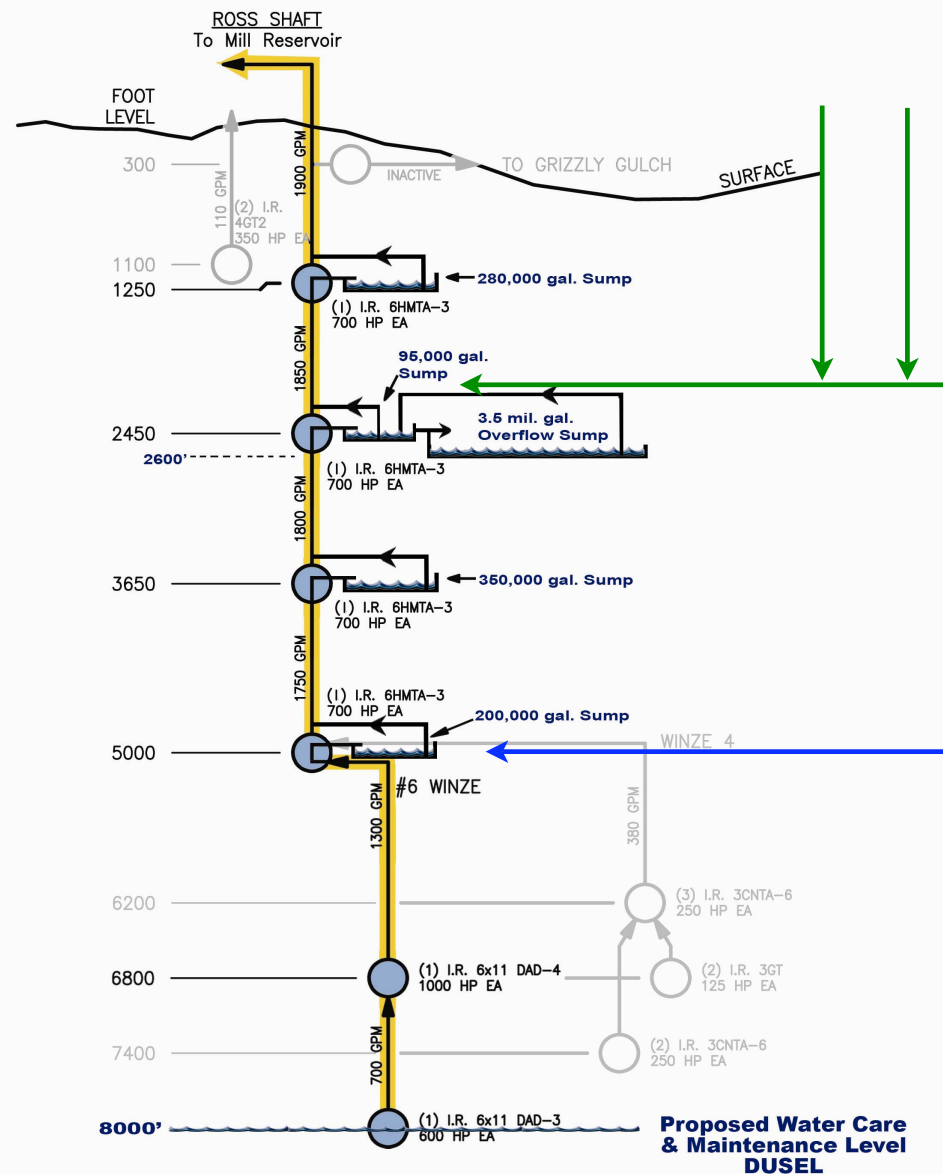 ROSS SHAFT
To Mill Reservoir
FOOT
LEVEL
300
1900 GPM
INACTIVE
TO GRIZZLY GULCH
SURFACE
110 GPM
(2) I.R.
4GT2
350 HP EA
1100
1250
280,000 gal. Sump
(1) I.R. 6HMTA-3
700 HP EA
1850 GPM
95,000 gal.
Sump
3.5 mil. gal.
Overflow Sump
2450
2600'
(1) I.R. 6HMTA-3
700 HP EA
1800 GPM
3650
350,000 gal. Sump
(1) I.R. 6HMTA-3
700 HP EA
1750 GPM
(1) I.R. 6HMTA-3
700 HP EA
200,000 gal. Sump
5000
WINZE 4
#6 WINZE
1300 GPM
380 GPM
6200
(3) I.R. 3CNTA-6
250 HP EA
6800
(1) I.R. 6x11 DAD-4
1000 HP EA
(2) I.R. 3GT
125 HP EA
7400
700 GPM
(2) I.R. 3CNTA-6
250 HP EA
8000'
(1) I.R. 6x11 DAD-3
600 HP EA
Proposed Water Care
& Maintenance Level
DUSEL